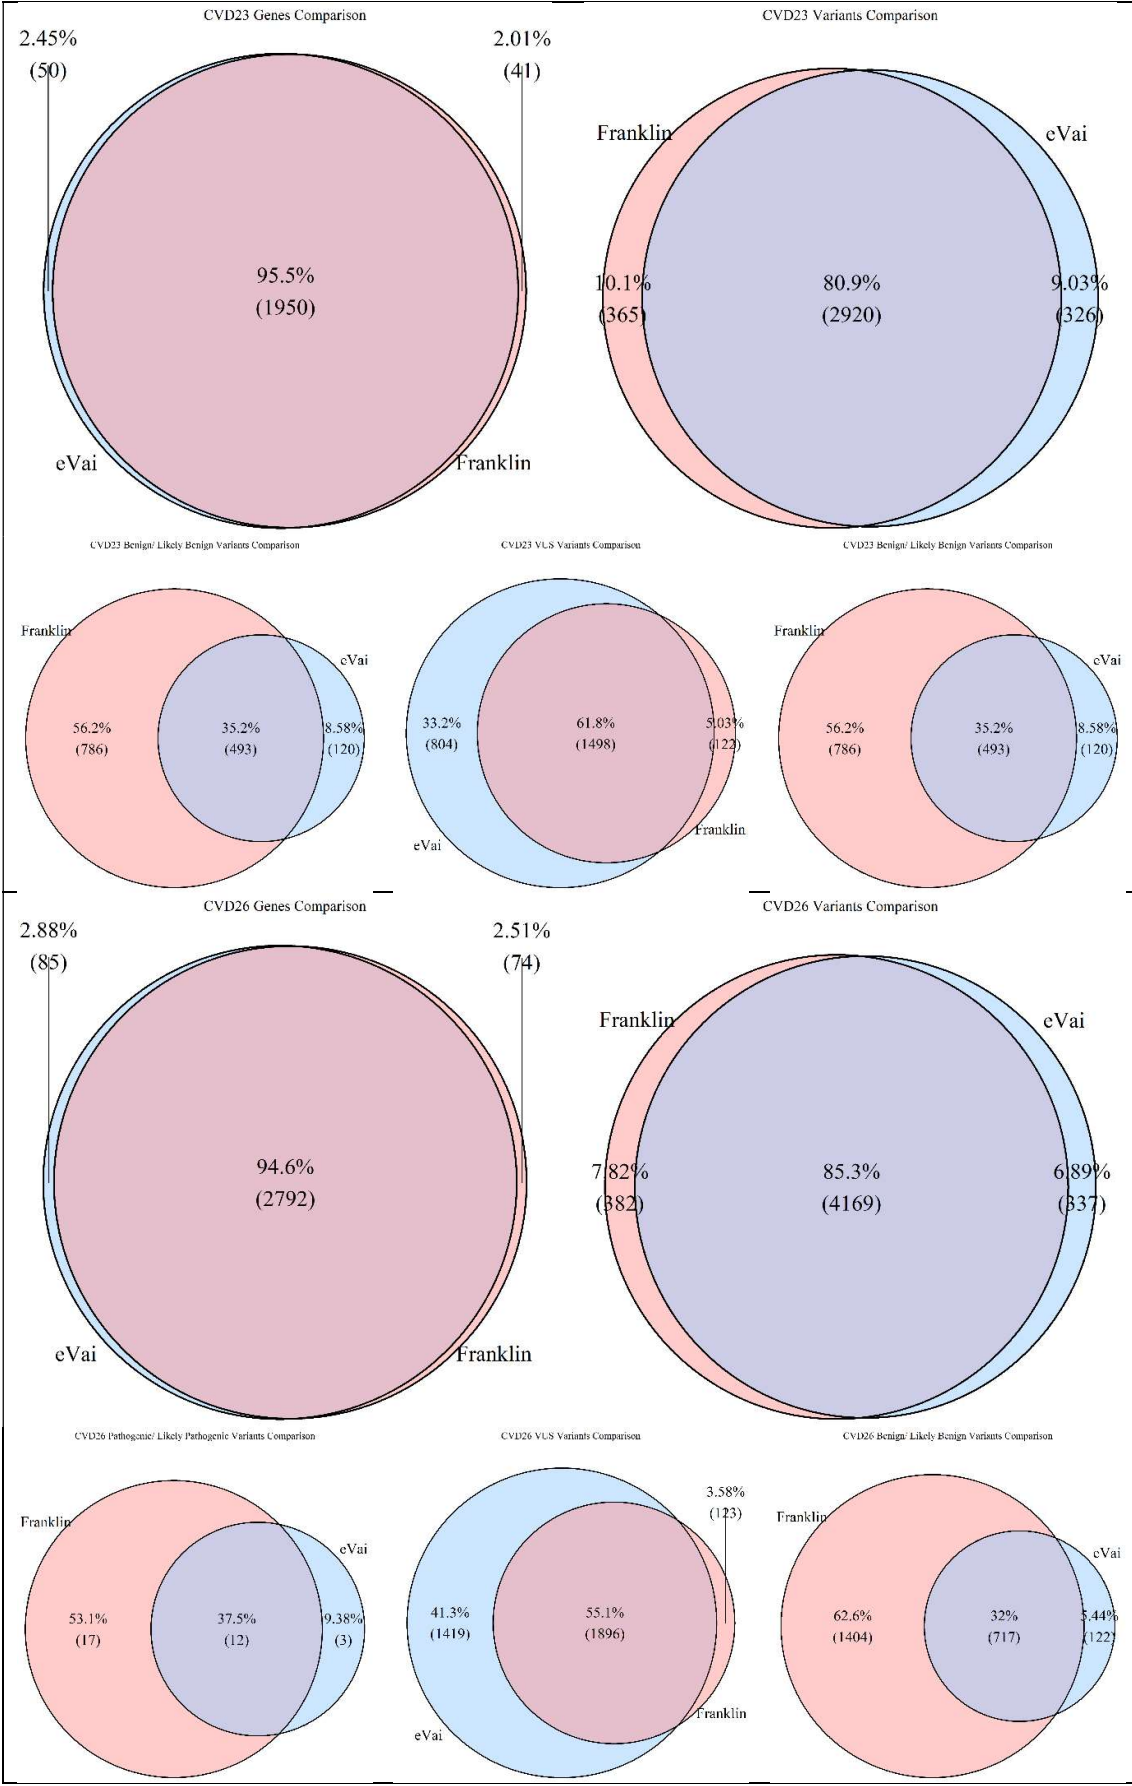 CVD23 Genes Comparison
2.45%
(50)
2.01%
(41)
95.5%
(1950)
eVai
Franklin
CVD23 Variants Comparison
Franklin
eVai
10.1%
(365)
80.9%
(2920)
9.03%
(326)
CVD23 Benign/ Likely Benign Variants Comparison
Franklin
eVai
56.2%
(786)
35.2%
(493)
8.58%
(120)
CVD23 VUS Variants Comparison
33.2%
(804)
61.8%
(1498)
5.03%
(122)
Franklin
eVai
CVD23 Benign/ Likely Benign Variants Comparison
Franklin
eVai
56.2%
(786)
35.2%
(493)
8.58%
(120)
CVD26 Genes Comparison
2.88%
(85)
2.51%
(74)
94.6%
(2792)
eVai
Franklin
CVD26 Variants Comparison
Franklin
eVai
7.82%
(382)
85.3%
(4169)
6.89%
(337)
CVD26 Pathogenic/ Likely Pathogenic Variants Comparison
Franklin
eVai
53.1%
(17)
37.5%
(12)
9.38%
(3)
CVD26 VUS Variants Comparison
3.58%
(123)
41.3%
(1419)
55.1%
(1896)
Franklin
eVai
CVD26 Benign/ Likely Benign Variants Comparison
Franklin
eVai
62.6%
(1404)
32%
(717)
5.44%
(122)